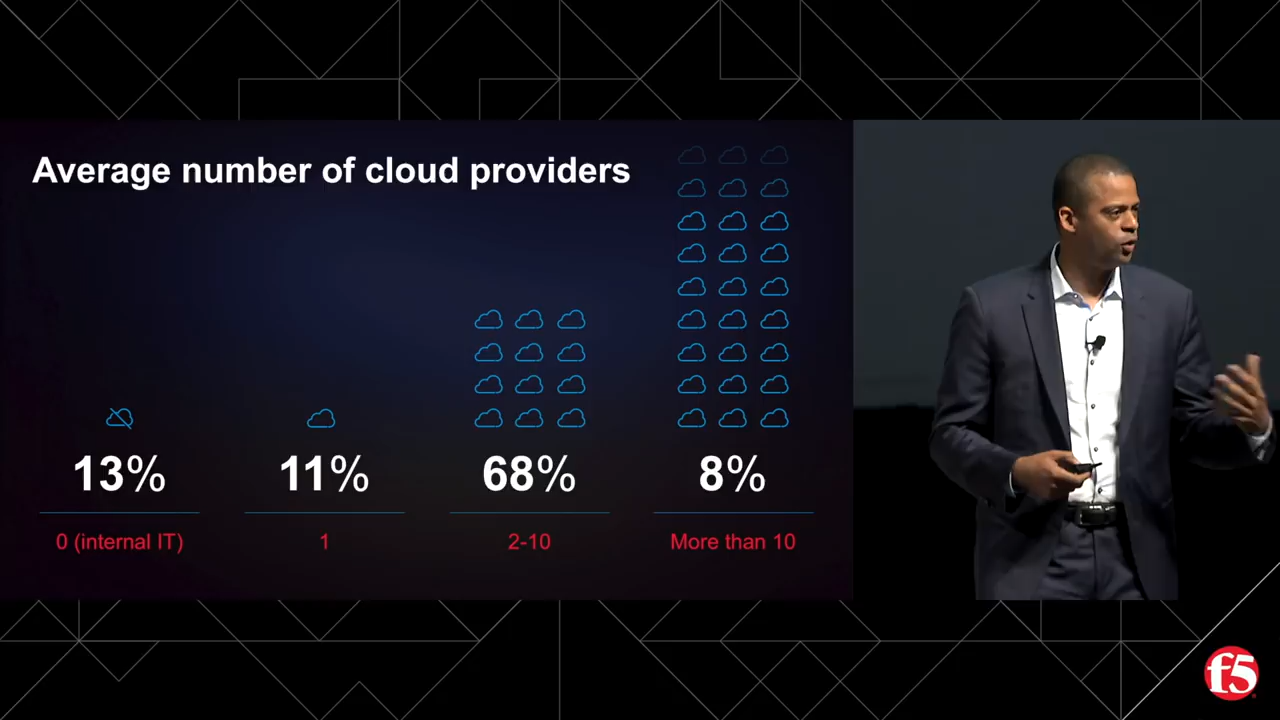 Average number of cloud providers
13%
11%
68%
8%
0 (internal IT)
1
2-10
More than 10
f5